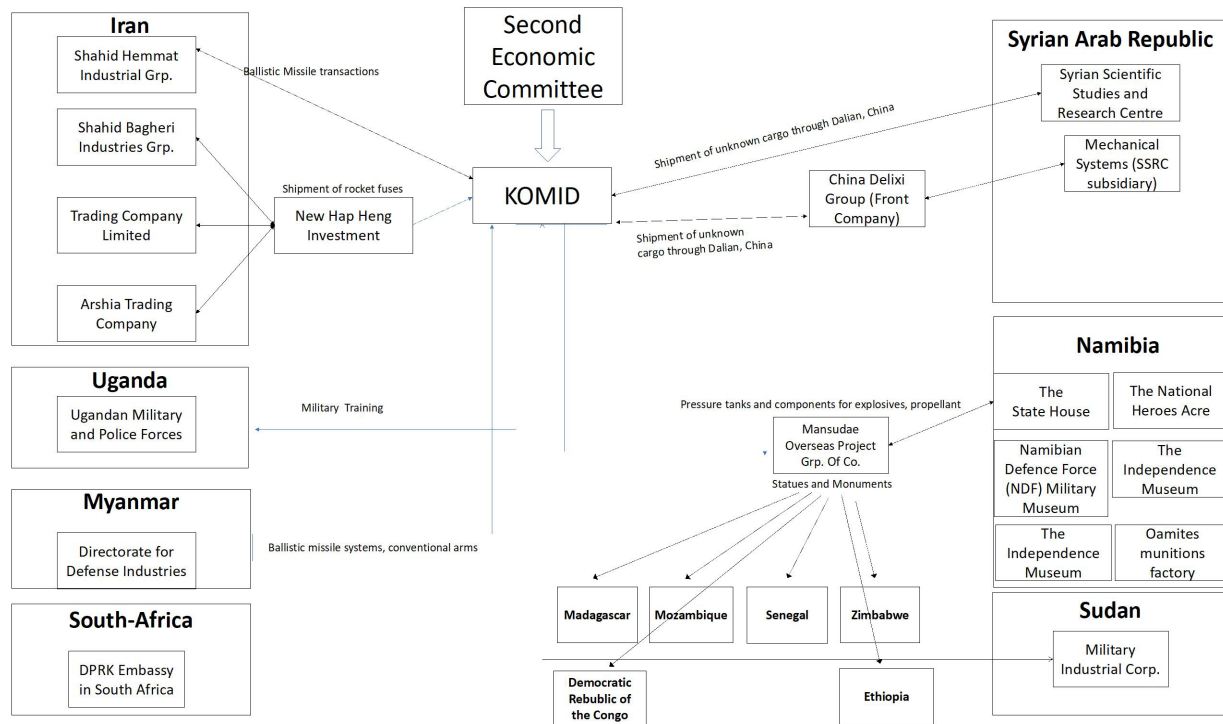 Iran
Shahid Hemmat
Industrial Grp.
Shahid Bagheri
Industries Grp.
Trading Company
Limited
Arshia Trading
Company
Ballistic Missile transactions
Shipment of rocket fuses
New Hap Heng
Investment
Second
Economic
Committee
KOMID
Shipment of unknown cargo through Dalian, China
Shipment of unknown
cargo through Dalian, China
China Delixi
Group (Front
Company)
Syrian Arab Republic
Syrian Scientific
Studies and
Research Centre
Mechanical
Systems (SSRC
subsidiary)
Uganda
Ugandan Military
and Police Forces
Military Training
Myanmar
Directorate for
Defense Industries
Ballistic missile systems, conventional arms
South-Africa
DPRK Embassy
in South Africa
Pressure tanks and components for explosives, propellant
Mansudae
Overseas Project
Grp. Of Co.
Statues and Monuments
Madagascar
Mozambique
Senegal
Zimbabwe
Democratic
Rebublic of
the Congo
Ethiopia
Namibia
The
State House
The National
Heroes Acre
Namibian
Defence Force
(NDF) Military
Museum
The
Independence
Museum
The
Independence
Museum
Oamites
munitions
factory
Sudan
Military
Industrial Corp.